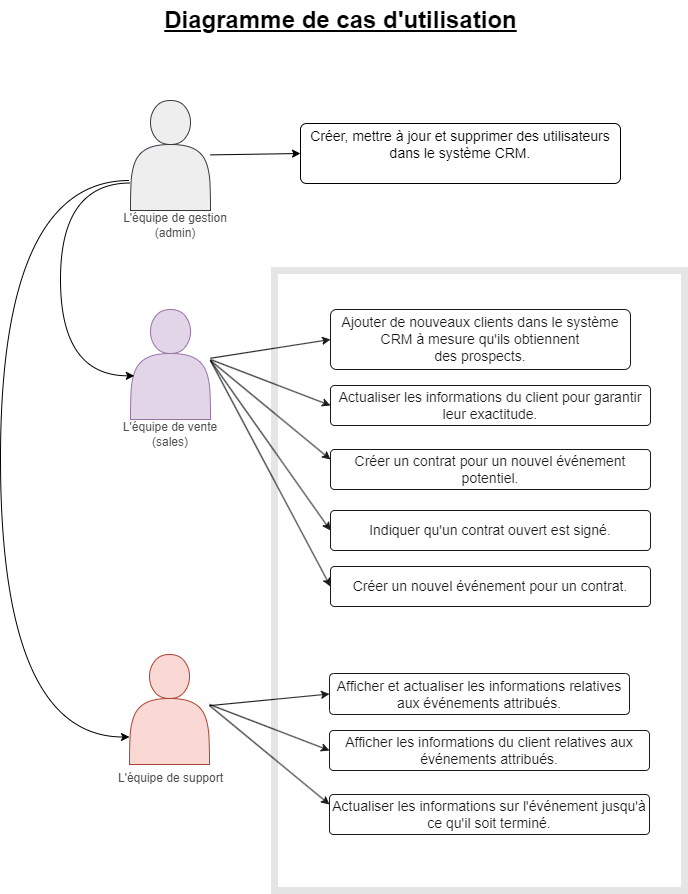 Diagramme de cas d'utilisation
Créer, mettre à jour et supprimer des utilisateurs
dans le système CRM.
L'équipe de gestion
(admin)
Ajouter de nouveaux clients dans le système
CRM à mesure qu'ils obtiennent
des prospects.
Actualiser les informations du client pour garantir
leur exactitude.
L'équipe de vente
(sales)
Créer un contrat pour un nouvel événement
potentiel.
Indiquer qu'un contrat ouvert est signé.
Créer un nouvel événement pour un contrat.
Afficher et actualiser les informations relatives
aux événements attribués.
Afficher les informations du client relatives aux
événements attribués.
L'équipe de support
Actualiser les informations sur l'événement jusqu'à
ce qu'il soit terminé.